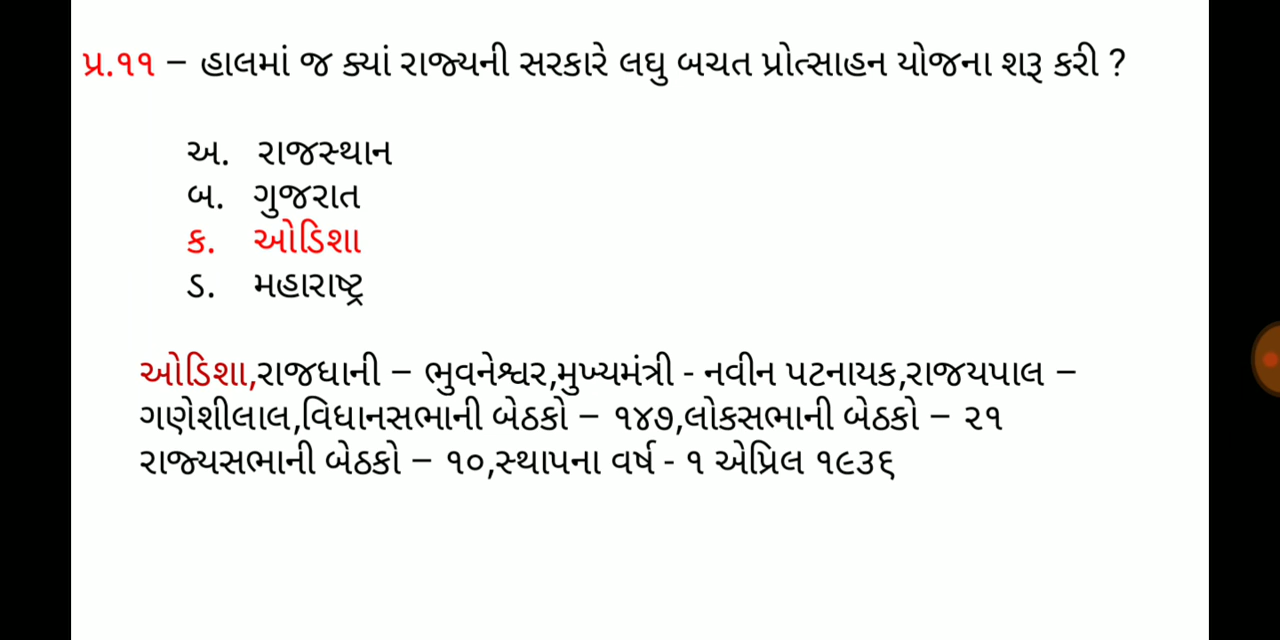 પ્ર.૧૧ – હાલમાં જ ક્યાં રાજ્યની સરકારે લઘુ બચત પ્રોત્સાહન યોજના શરૂ કરી ?
અ. રાજસ્થાન
બ. ગુજરાત
ક. ઓડિશા
ડ. મહારાષ્ટ્ર
ઓડિશા,રાજધાની – ભુવનેશ્વર,મુખ્યમંત્રી - નવીન પટનાયક,રાજયપાલ –
ગણેશીલાલ,વિધાનસભાની બેઠકો – ૧૪૭,લોકસભાની બેઠકો – ૨૧
રાજ્યસભાની બેઠકો – ૧૦,સ્થાપના વર્ષ - ૧ એપ્રિલ ૧૯૩૬